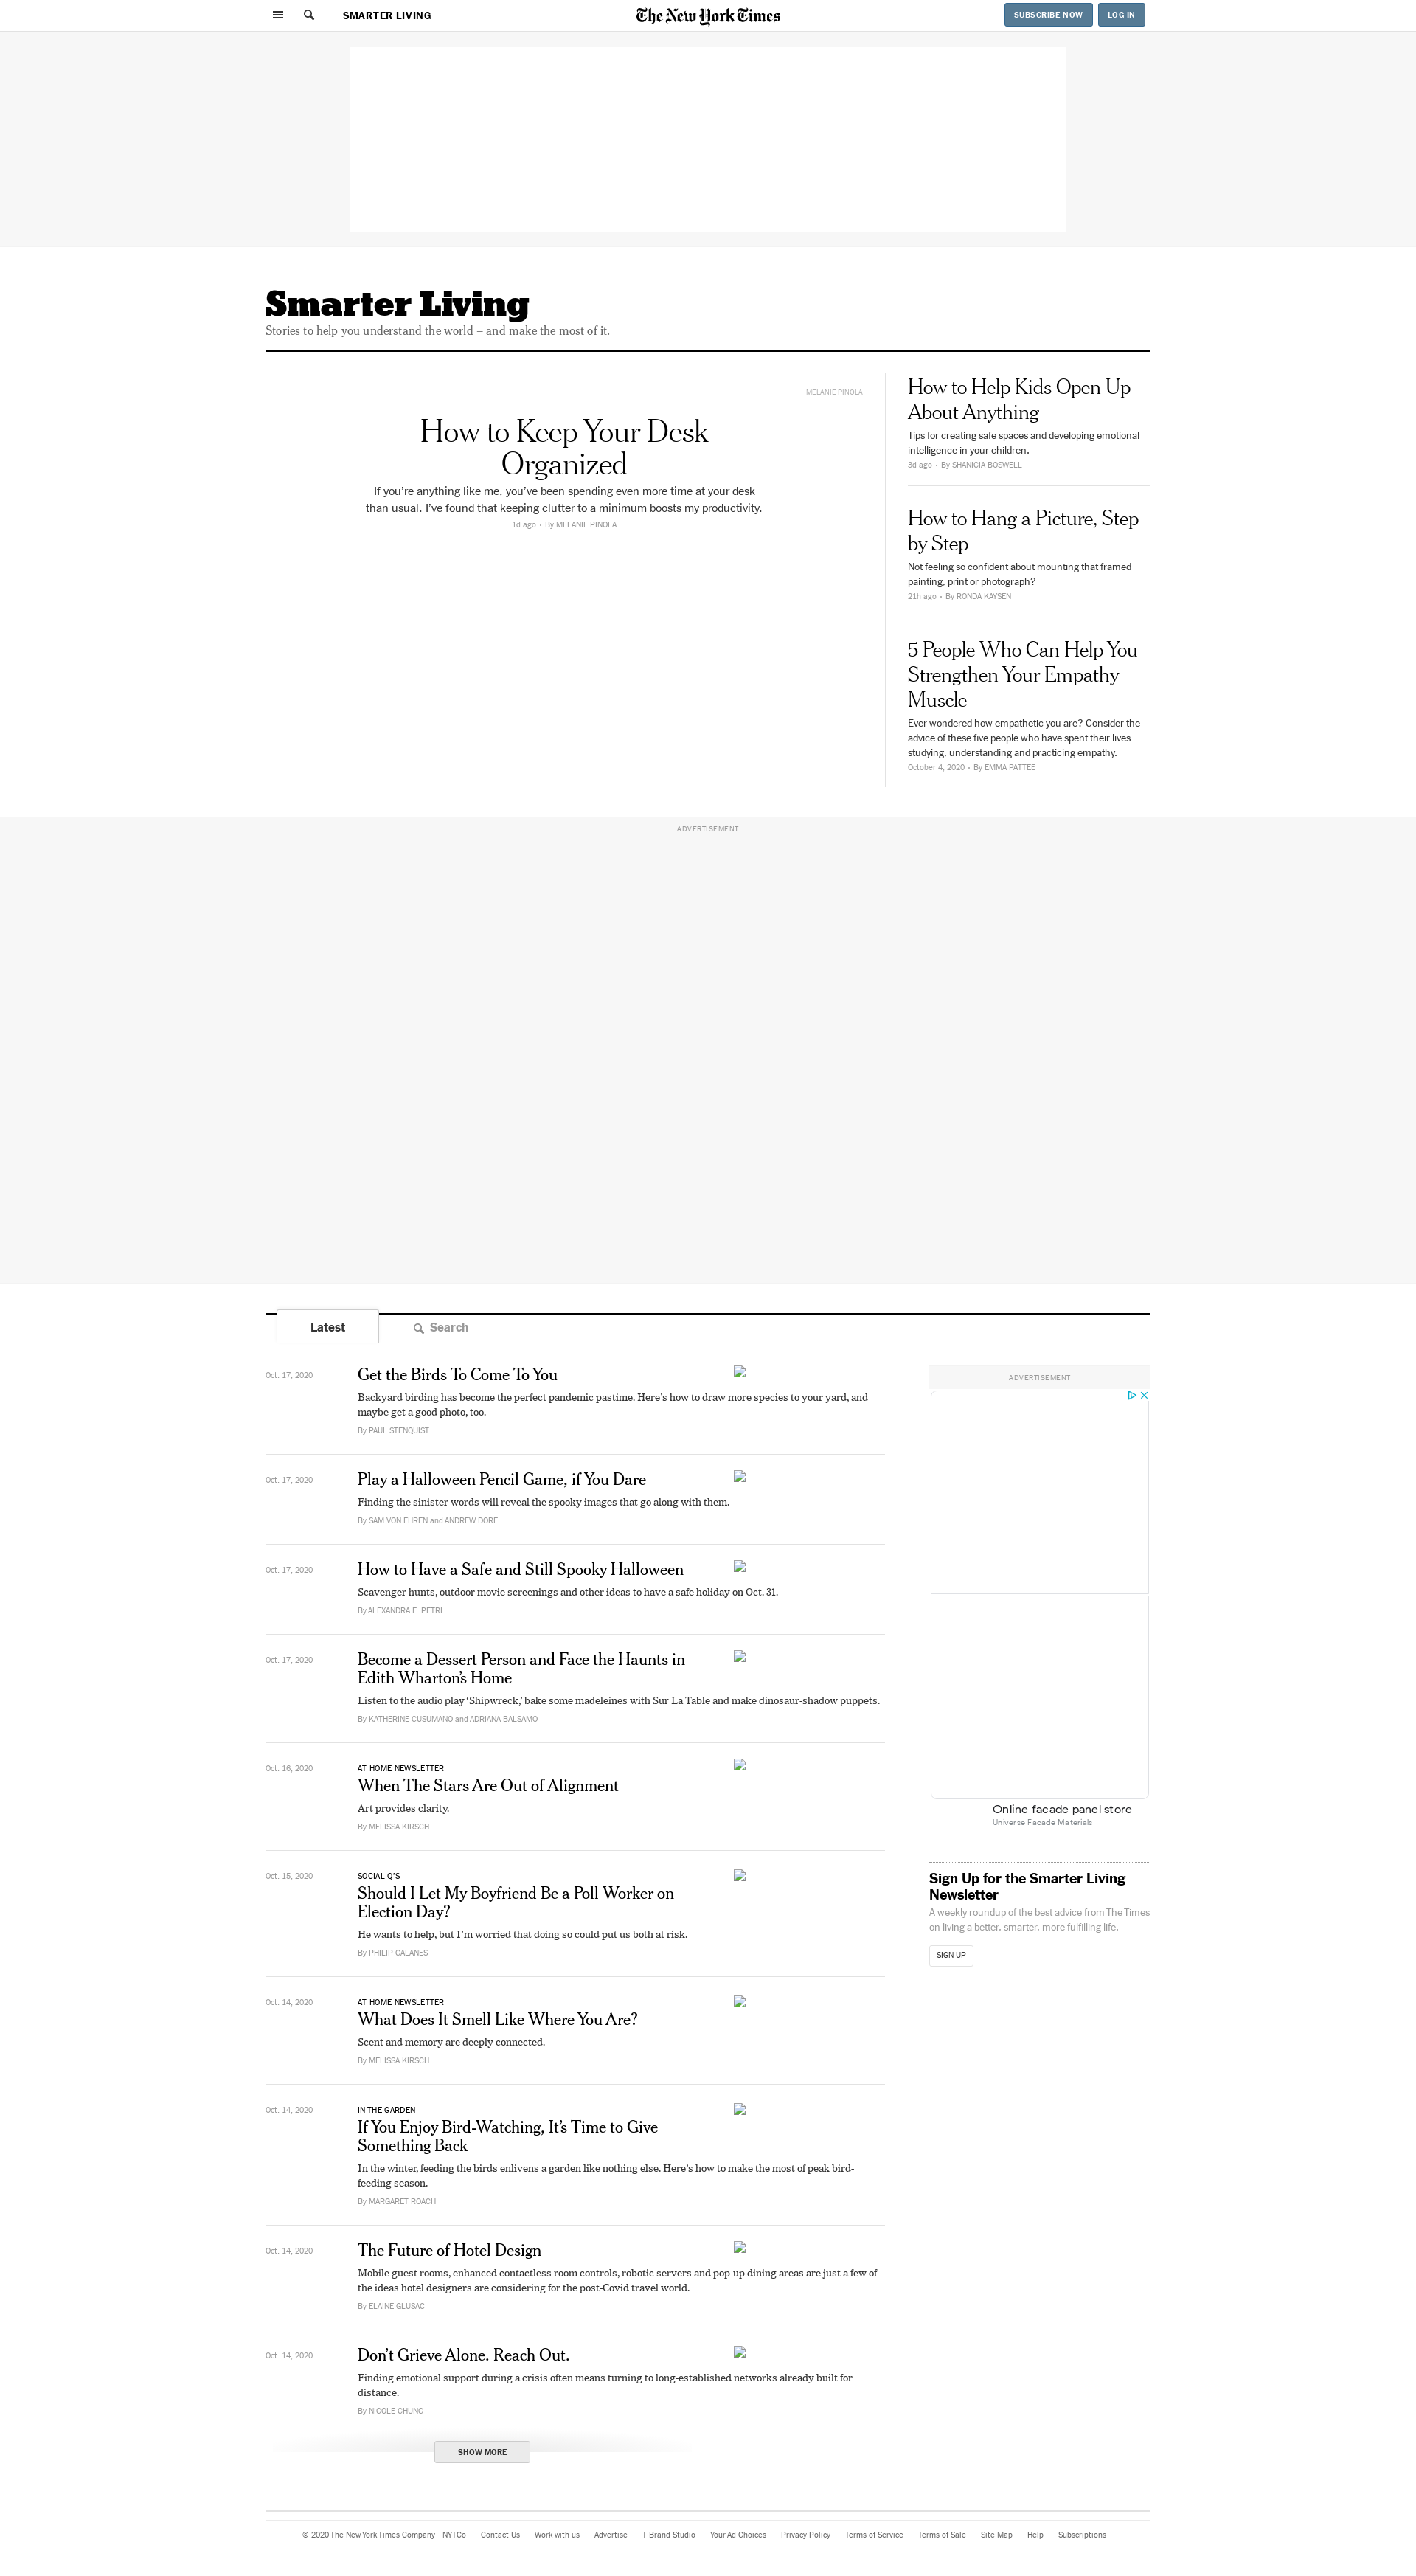 SMARTER LIVING
The New York Times
SUBSCRIBE NOW
LOG IN
Smarter Living
Stories to help you understand the world – and make the most of it.
MELANIE PINOLA
How to Keep Your Desk
Organized
If you’re anything like me, you’ve been spending even more time at your desk
than usual. I’ve found that keeping clutter to a minimum boosts my productivity.
1d ago • By MELANIE PINOLA
How to Help Kids Open Up
About Anything
Tips for creating safe spaces and developing emotional
intelligence in your children.
3d ago • By SHANICIA BOSWELL
How to Hang a Picture, Step
by Step
Not feeling so confident about mounting that framed
painting, print or photograph?
21h ago • By RONDA KAYSEN
5 People Who Can Help You
Strengthen Your Empathy
Muscle
Ever wondered how empathetic you are? Consider the
advice of these five people who have spent their lives
studying, understanding and practicing empathy.
October 4, 2020 • By EMMA PATTEE
ADVERTISEMENT
Latest
Search
Oct. 17, 2020
Get the Birds To Come To You
Backyard birding has become the perfect pandemic pastime. Here’s how to draw more species to your yard, and
maybe get a good photo, too.
By PAUL STENQUIST
Oct. 17, 2020
Play a Halloween Pencil Game, if You Dare
Finding the sinister words will reveal the spooky images that go along with them.
By SAM VON EHREN and ANDREW DORE
Oct. 17, 2020
How to Have a Safe and Still Spooky Halloween
Scavenger hunts, outdoor movie screenings and other ideas to have a safe holiday on Oct. 31.
By ALEXANDRA E. PETRI
Oct. 17, 2020
Become a Dessert Person and Face the Haunts in
Edith Wharton’s Home
Listen to the audio play ‘Shipwreck,’ bake some madeleines with Sur La Table and make dinosaur-shadow puppets.
By KATHERINE CUSUMANO and ADRIANA BALSAMO
Oct. 16, 2020
AT HOME NEWSLETTER
When The Stars Are Out of Alignment
Art provides clarity.
By MELISSA KIRSCH
Oct. 15, 2020
SOCIAL Q’S
Should I Let My Boyfriend Be a Poll Worker on
Election Day?
He wants to help, but I’m worried that doing so could put us both at risk.
By PHILIP GALANES
Oct. 14, 2020
AT HOME NEWSLETTER
What Does It Smell Like Where You Are?
Scent and memory are deeply connected.
By MELISSA KIRSCH
Oct. 14, 2020
IN THE GARDEN
If You Enjoy Bird-Watching, It’s Time to Give
Something Back
In the winter, feeding the birds enlivens a garden like nothing else. Here’s how to make the most of peak bird-
feeding season.
By MARGARET ROACH
Oct. 14, 2020
The Future of Hotel Design
Mobile guest rooms, enhanced contactless room controls, robotic servers and pop-up dining areas are just a few of
the ideas hotel designers are considering for the post-Covid travel world.
By ELAINE GLUSAC
Oct. 14, 2020
Don’t Grieve Alone. Reach Out.
Finding emotional support during a crisis often means turning to long-established networks already built for
distance.
By NICOLE CHUNG
SHOW MORE
ADVERTISEMENT
Online facade panel store
Universe Facade Materials
Sign Up for the Smarter Living
Newsletter
A weekly roundup of the best advice from The Times
on living a better, smarter, more fulfilling life.
SIGN UP
© 2020 The New York Times Company NYTCo Contact Us Work with us Advertise T Brand Studio Your Ad Choices Privacy Policy Terms of Service Terms of Sale Site Map Help Subscriptions